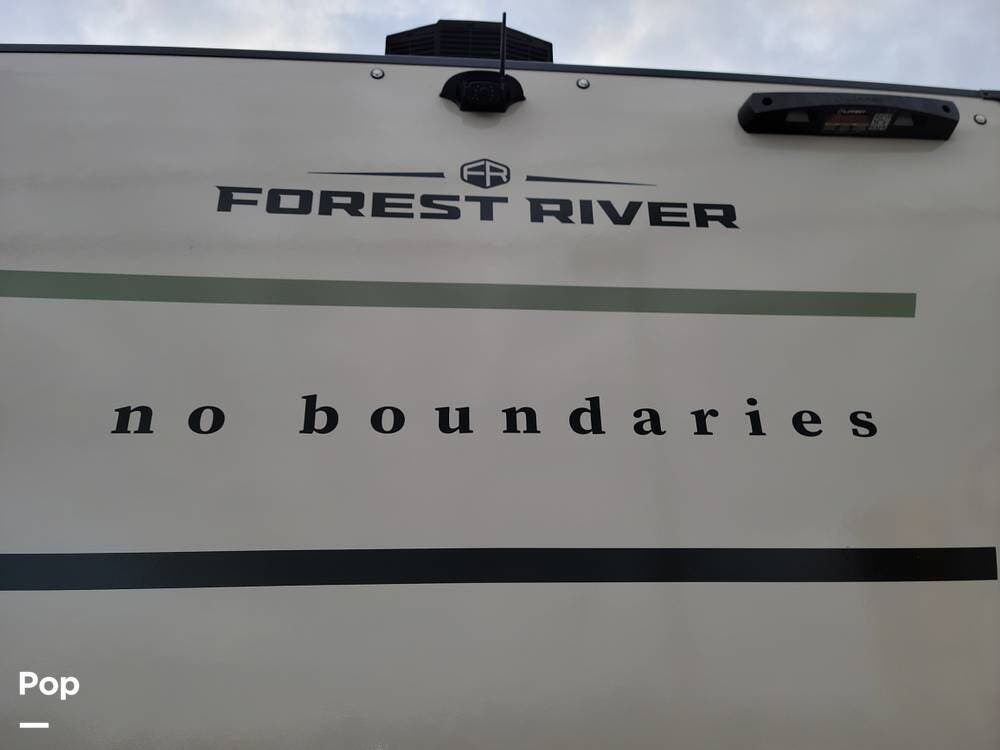 FR
FOREST RIVER
no boundaries
Pop